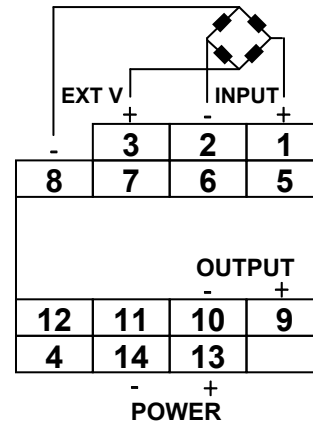 EXT V INPUT
- + - +
3 2 1
8 7 6 5
OUTPUT
- +
12 11 10 9
4 14 13
- +
POWER